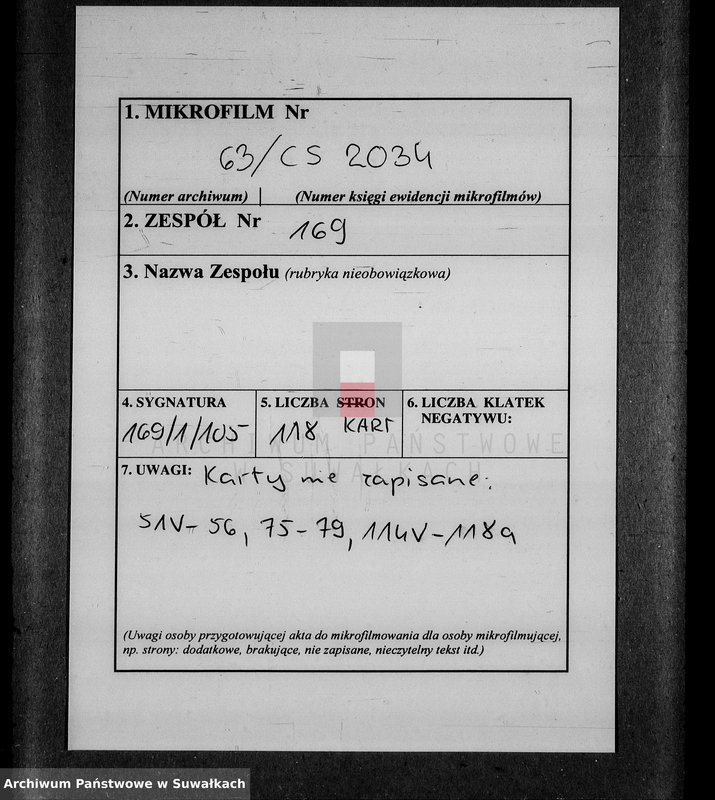 1. MIKROFILM Nr
63/CS 2034
(Numer archiwum) | (Numer księgi ewidencji mikrofilmów)
2. ZESPÓŁ Nr 169
3. Nazwa Zespołu (rubryka nieobowiązkowa)
4. SYGNATURA
169/1/105
5. LICZBA STRON
118 KART
6. LICZBA KLATEK
NEGATYWU:
ARCHIWUM PAŃSTWOWE
W SUWAŁKACH
7. UWAGI: Karty nie zapisane:
51V-56, 75-79, 114V-118a
(Uwagi osoby przygotowującej akta do mikrofilmowania dla osoby mikrofilmującej,
np. strony: dodatkowe, brakujące, nie zapisane, nieczytelny tekst itd.)
Archiwum Państwowe w Suwałkach